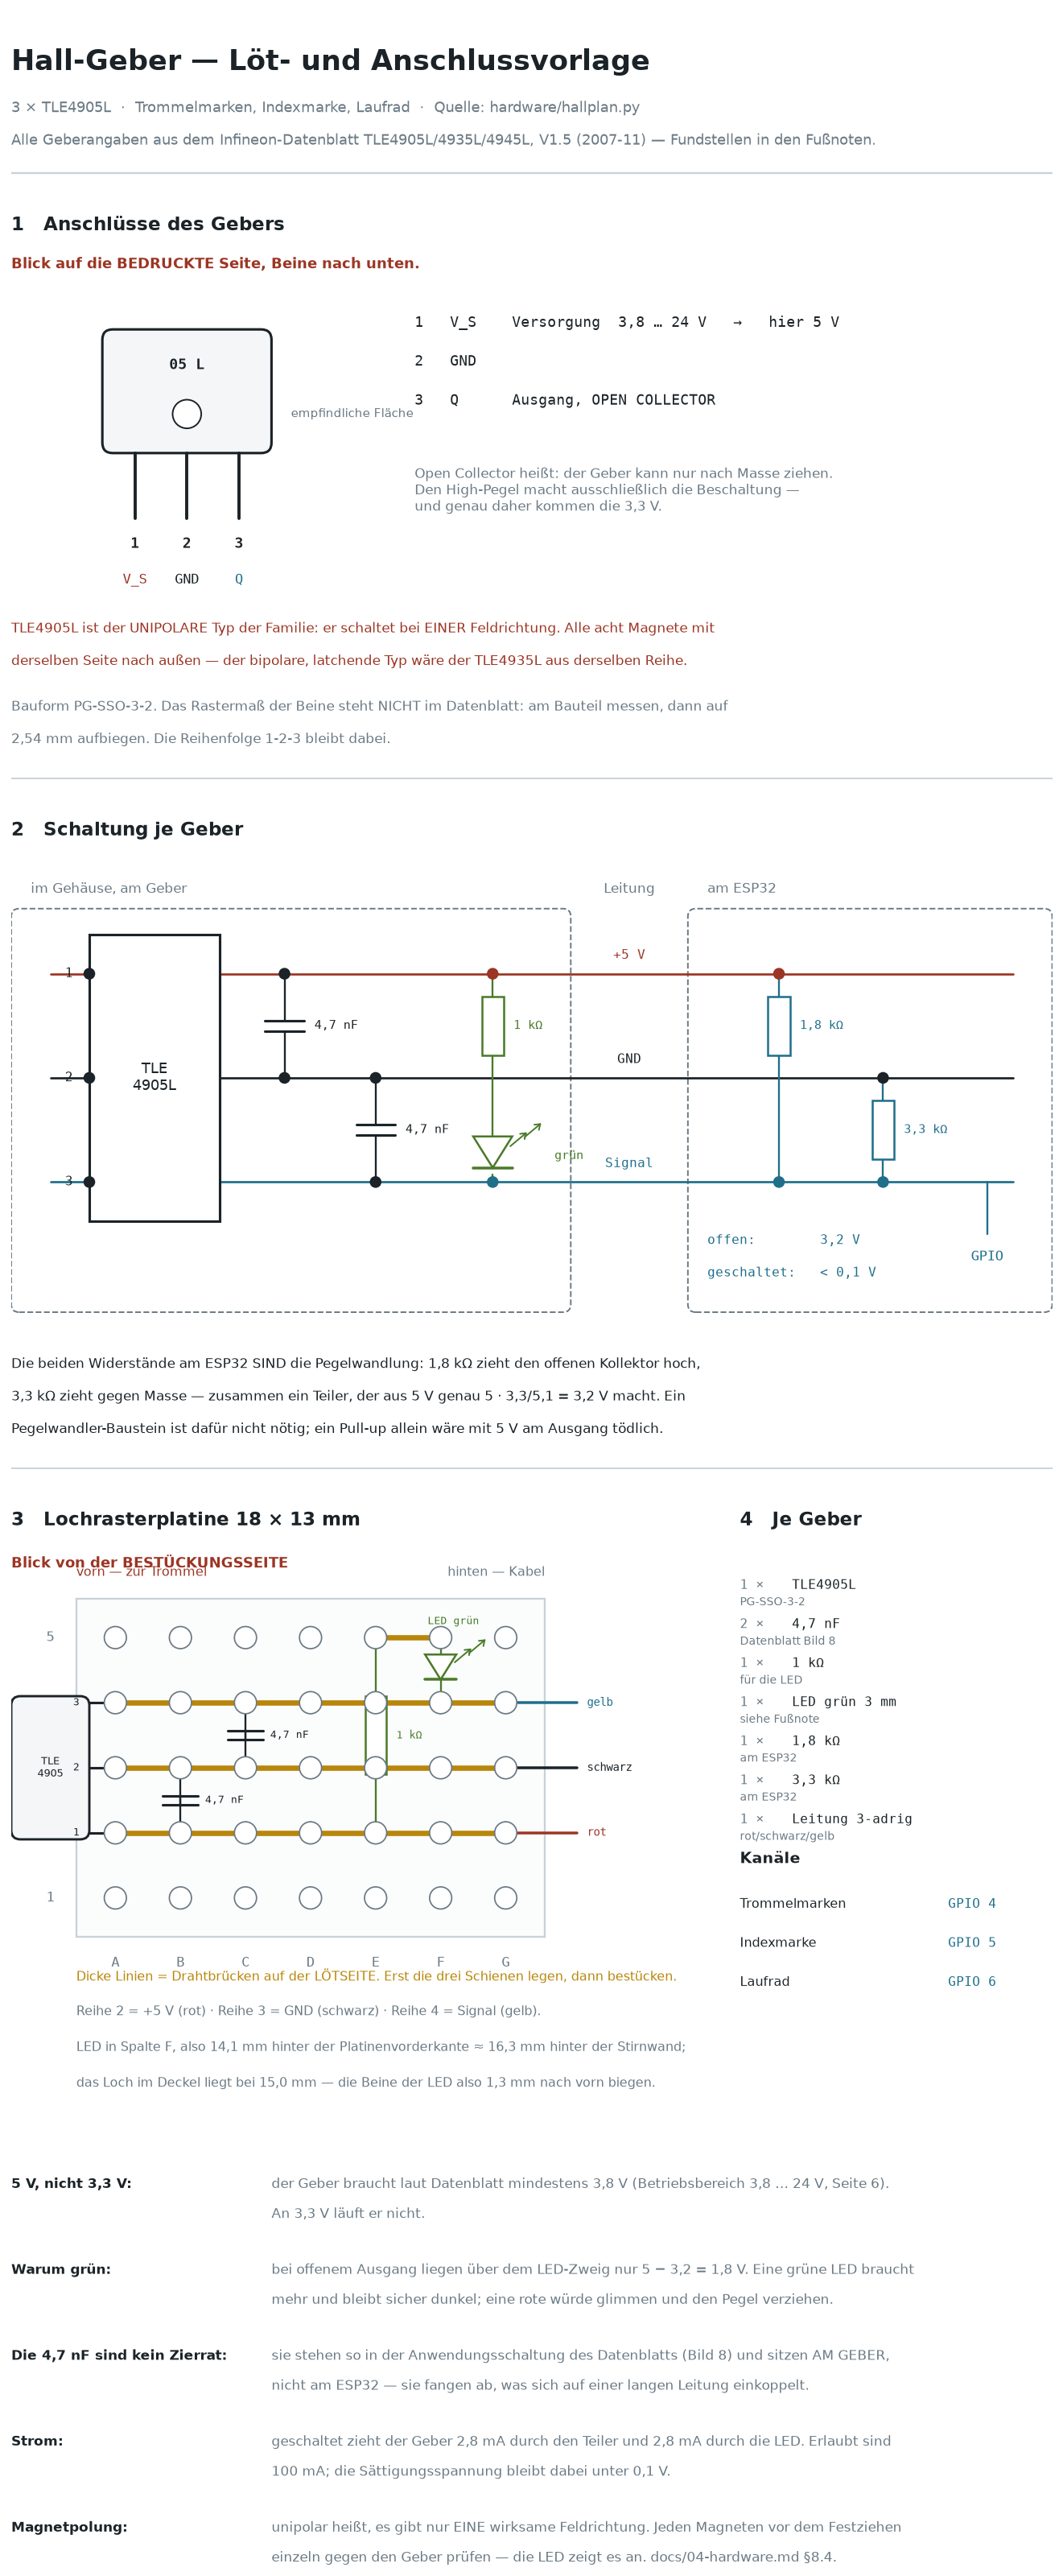 Hall-Geber — Löt- und Anschlussvorlage
3 × TLE4905L · Trommelmarken, Indexmarke, Laufrad · Quelle: hardware/hallplan.py
Alle Geberangaben aus dem Infineon-Datenblatt TLE4905L/4935L/4945L, V1.5 (2007-11) — Fundstellen in den Fußnoten.
1 Anschlüsse des Gebers
Blick auf die BEDRUCKTE Seite, Beine nach unten.
05 L
empfindliche Fläche
1 2 3
V_S GND Q
1 V_S Versorgung 3,8 … 24 V → hier 5 V
2 GND
3 Q Ausgang, OPEN COLLECTOR
Open Collector heißt: der Geber kann nur nach Masse ziehen.
Den High-Pegel macht ausschließlich die Beschaltung —
und genau daher kommen die 3,3 V.
TLE4905L ist der UNIPOLARE Typ der Familie: er schaltet bei EINER Feldrichtung. Alle acht Magnete mit
derselben Seite nach außen — der bipolare, latchende Typ wäre der TLE4935L aus derselben Reihe.
Bauform PG-SSO-3-2. Das Rastermaß der Beine steht NICHT im Datenblatt: am Bauteil messen, dann auf
2,54 mm aufbiegen. Die Reihenfolge 1-2-3 bleibt dabei.
2 Schaltung je Geber
im Gehäuse, am Geber
Leitung
am ESP32
+5 V
1
4,7 nF
1 kΩ
1,8 kΩ
GND
2
TLE
4905L
4,7 nF
grün
3,3 kΩ
Signal
3
offen: 3,2 V
geschaltet: < 0,1 V
GPIO
Die beiden Widerstände am ESP32 SIND die Pegelwandlung: 1,8 kΩ zieht den offenen Kollektor hoch,
3,3 kΩ zieht gegen Masse — zusammen ein Teiler, der aus 5 V genau 5 · 3,3/5,1 = 3,2 V macht. Ein
Pegelwandler-Baustein ist dafür nicht nötig; ein Pull-up allein wäre mit 5 V am Ausgang tödlich.
3 Lochrasterplatine 18 × 13 mm
Blick von der BESTÜCKUNGSSEITE
vorn — zur Trommel
hinten — Kabel
LED grün
5
3
gelb
4,7 nF
1 kΩ
TLE
4905
2
schwarz
4,7 nF
1
rot
1
A B C D E F G
Dicke Linien = Drahtbrücken auf der LÖTSEITE. Erst die drei Schienen legen, dann bestücken.
Reihe 2 = +5 V (rot) · Reihe 3 = GND (schwarz) · Reihe 4 = Signal (gelb).
LED in Spalte F, also 14,1 mm hinter der Platinenvorderkante ≈ 16,3 mm hinter der Stirnwand;
das Loch im Deckel liegt bei 15,0 mm — die Beine der LED also 1,3 mm nach vorn biegen.
4 Je Geber
1 × TLE4905L
PG-SSO-3-2
2 × 4,7 nF
Datenblatt Bild 8
1 × 1 kΩ
für die LED
1 × LED grün 3 mm
siehe Fußnote
1 × 1,8 kΩ
am ESP32
1 × 3,3 kΩ
am ESP32
1 × Leitung 3-adrig
rot/schwarz/gelb
Kanäle
Trommelmarken GPIO 4
Indexmarke GPIO 5
Laufrad GPIO 6
5 V, nicht 3,3 V: der Geber braucht laut Datenblatt mindestens 3,8 V (Betriebsbereich 3,8 … 24 V, Seite 6).
An 3,3 V läuft er nicht.
Warum grün: bei offenem Ausgang liegen über dem LED-Zweig nur 5 − 3,2 = 1,8 V. Eine grüne LED braucht
mehr und bleibt sicher dunkel; eine rote würde glimmen und den Pegel verziehen.
Die 4,7 nF sind kein Zierrat: sie stehen so in der Anwendungsschaltung des Datenblatts (Bild 8) und sitzen AM GEBER,
nicht am ESP32 — sie fangen ab, was sich auf einer langen Leitung einkoppelt.
Strom: geschaltet zieht der Geber 2,8 mA durch den Teiler und 2,8 mA durch die LED. Erlaubt sind
100 mA; die Sättigungsspannung bleibt dabei unter 0,1 V.
Magnetpolung: unipolar heißt, es gibt nur EINE wirksame Feldrichtung. Jeden Magneten vor dem Festziehen
einzeln gegen den Geber prüfen — die LED zeigt es an. docs/04-hardware.md §8.4.